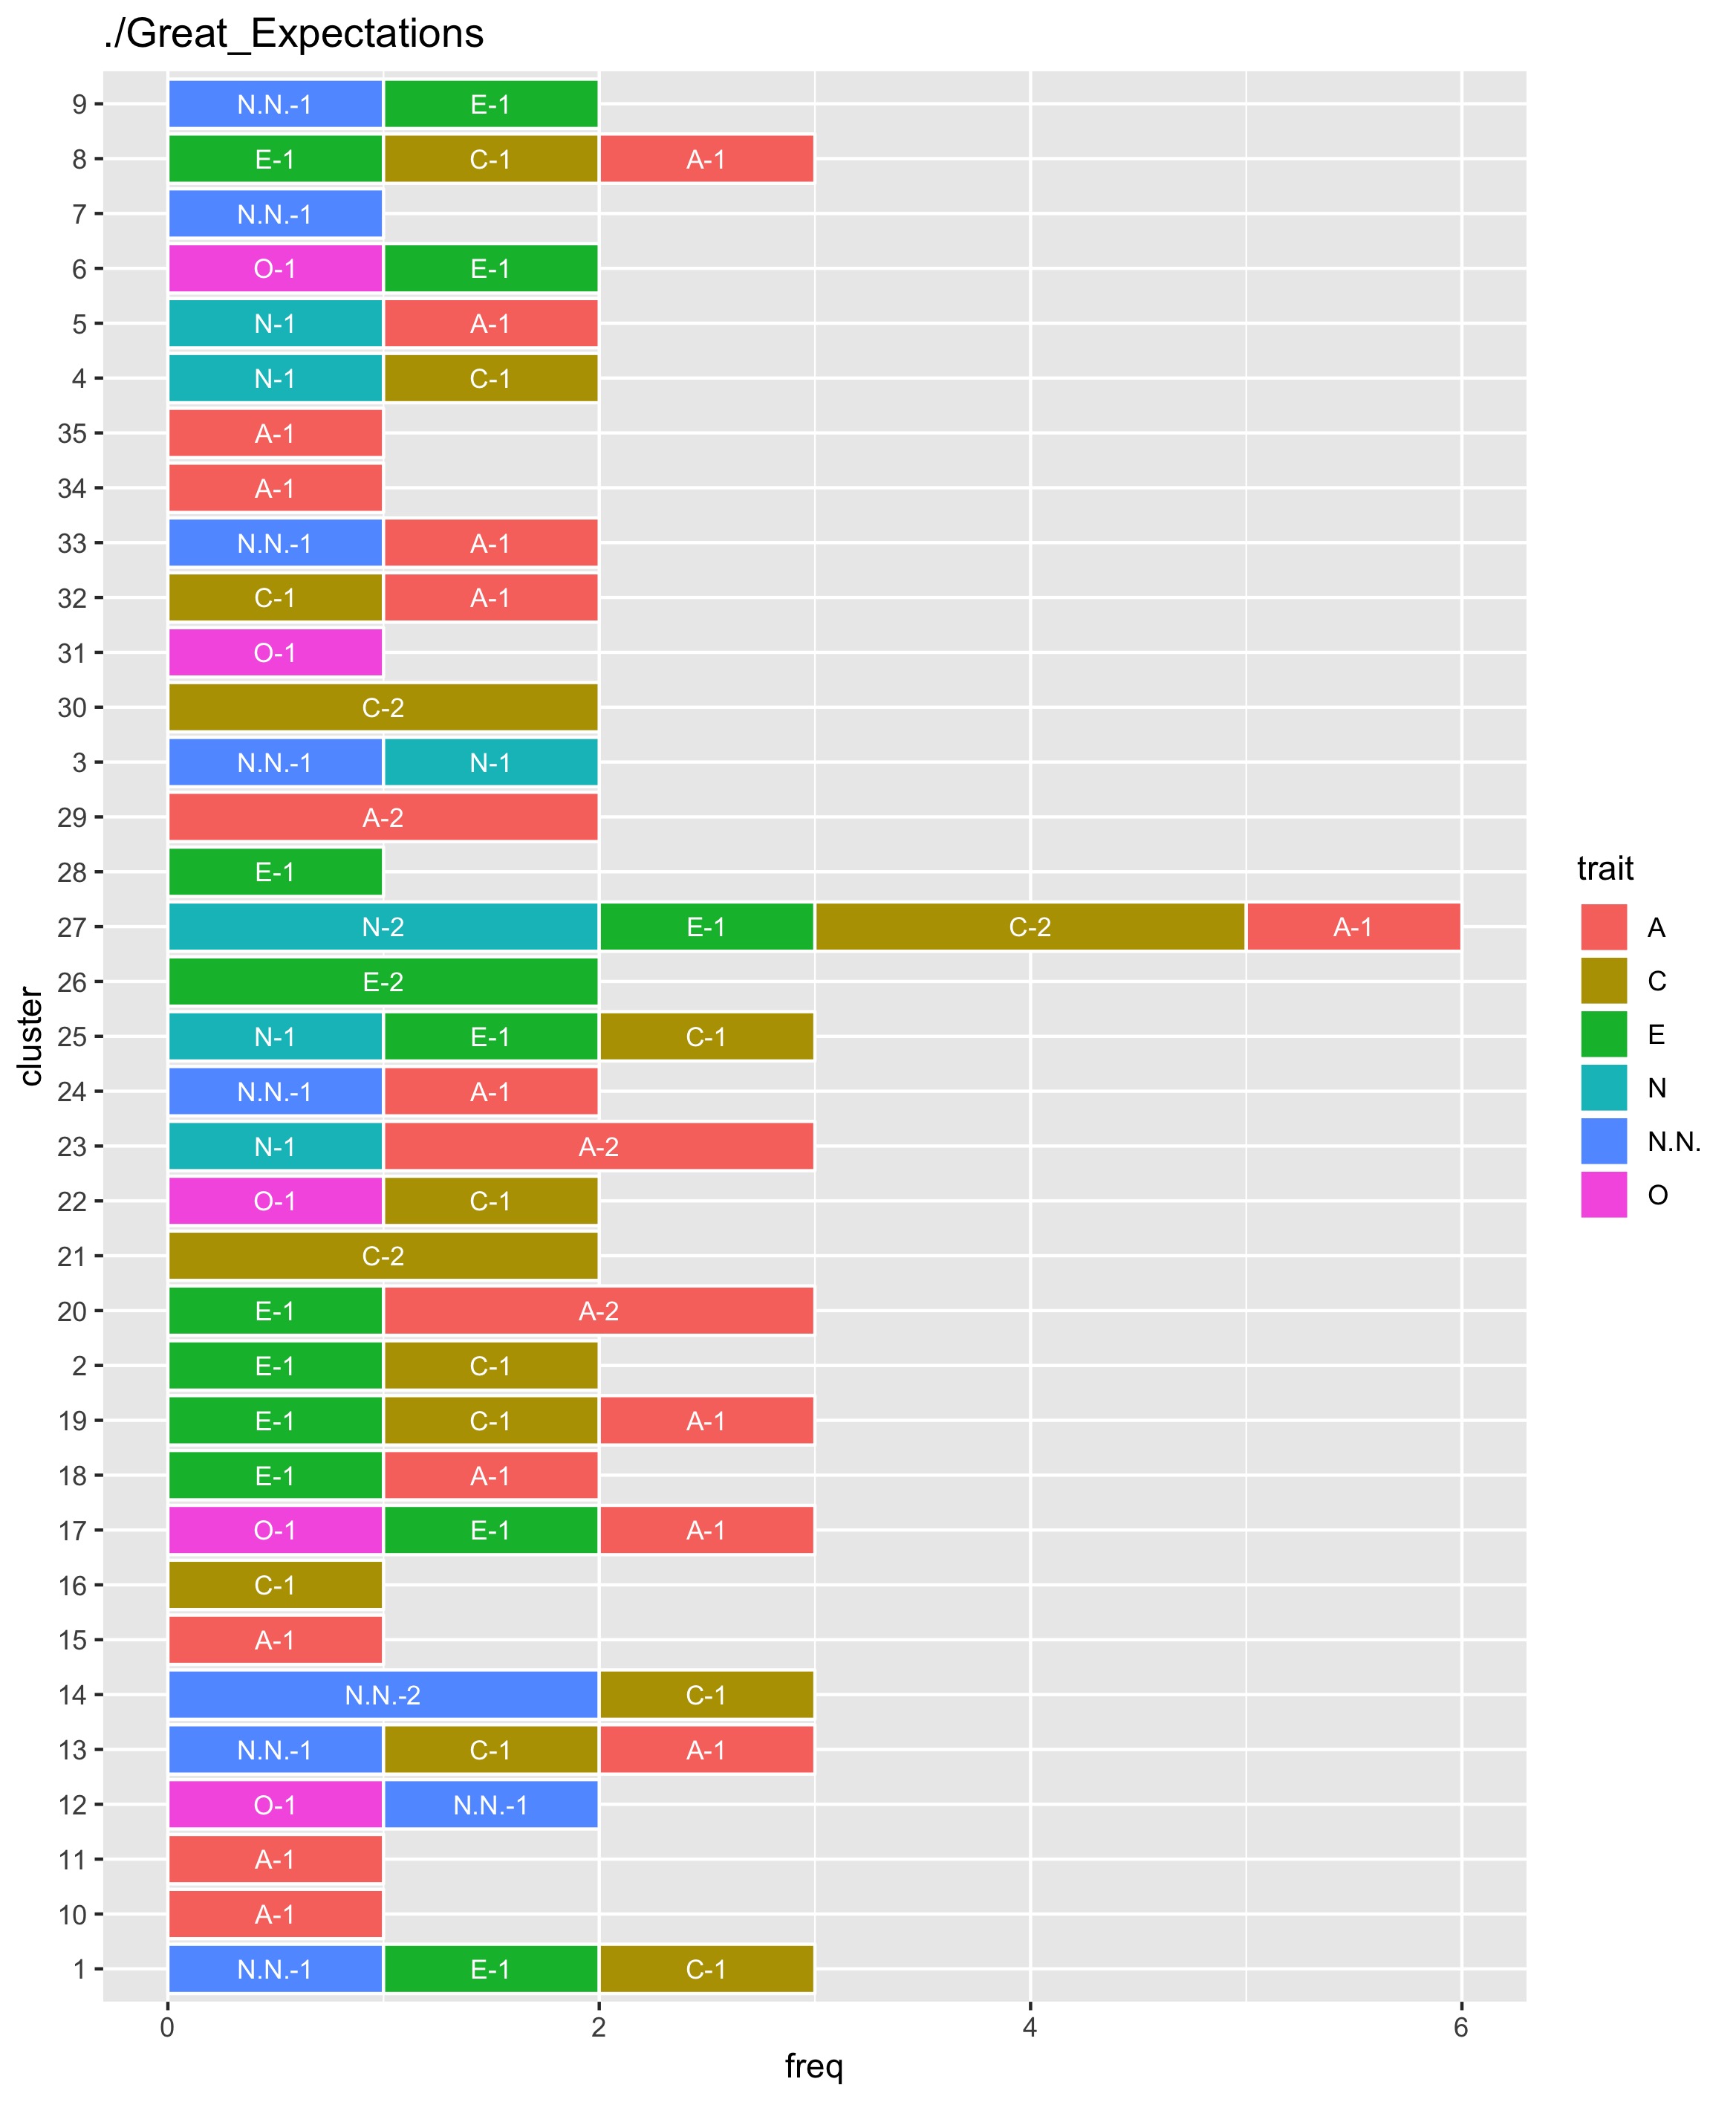 ./Great_Expectations
9 N.N.-1 E-1
8 E-1 C-1 A-1
7 N.N.-1
6 O-1 E-1
5 N-1 A-1
4 N-1 C-1
35 A-1
34 A-1
33 N.N.-1 A-1
32 C-1 A-1
31 O-1
30 C-2
3 N.N.-1 N-1
29 A-2
28 E-1
27 N-2 E-1 C-2 A-1
26 E-2
25 N-1 E-1 C-1
24 N.N.-1 A-1
23 N-1 A-2
22 O-1 C-1
21 C-2
20 E-1 A-2
2 E-1 C-1
19 E-1 C-1 A-1
18 E-1 A-1
17 O-1 E-1 A-1
16 C-1
15 A-1
14 N.N.-2 C-1
13 N.N.-1 C-1 A-1
12 O-1 N.N.-1
11 A-1
10 A-1
1 N.N.-1 E-1 C-1
0 2 4 6
freq
cluster
trait
A
C
E
N
N.N.
O